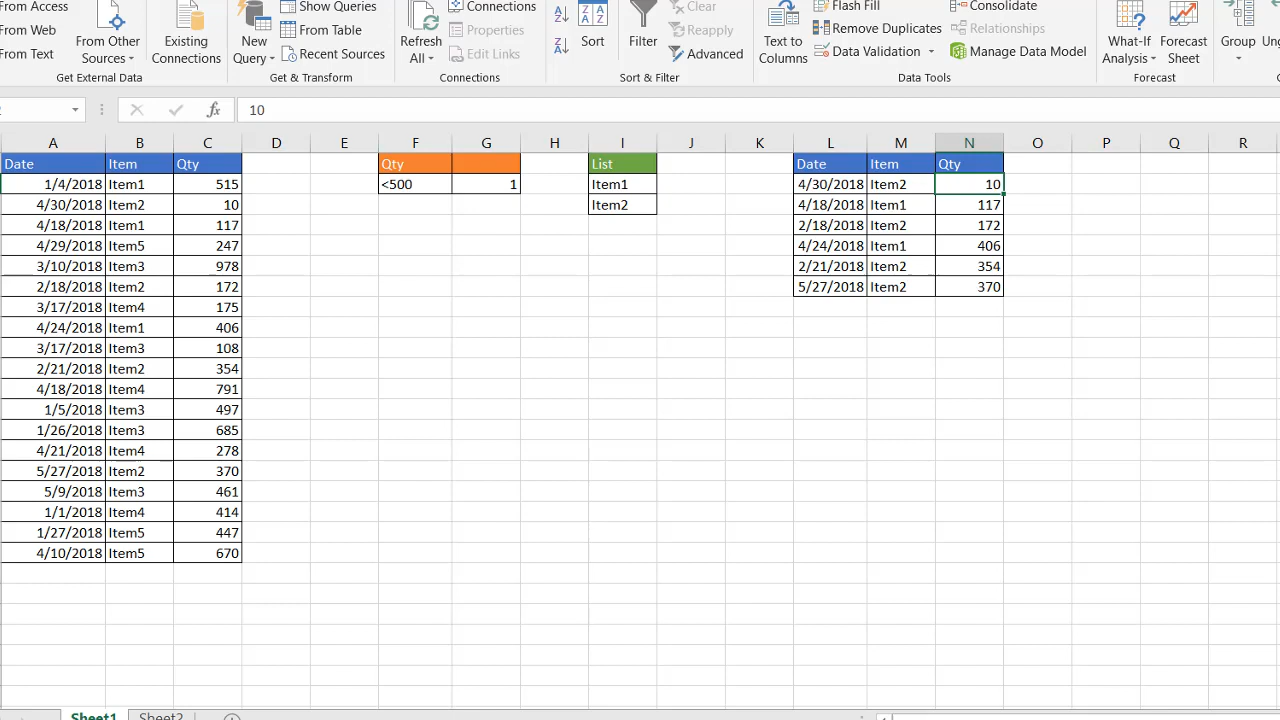 From Access
From Web
From Text
From Other Sources
Existing Connections
New Query
Show Queries
From Table
Recent Sources
Refresh All
Connections
Properties
Edit Links
Sort
Filter
Clear
Reapply
Advanced
Text to Columns
Flash Fill
Remove Duplicates
Data Validation
Consolidate
Relationships
Manage Data Model
What-If Analysis
Forecast Sheet
Group
Get External Data
Get & Transform
Connections
Sort & Filter
Data Tools
Forecast
fx 10
A B C D E F G H I J K L M N O P Q R
Date Item Qty Qty List Date Item Qty
1/4/2018 Item1 515 <500 1 Item1 4/30/2018 Item2 10
4/30/2018 Item2 10 Item2 4/18/2018 Item1 117
4/18/2018 Item1 117 2/18/2018 Item2 172
4/29/2018 Item5 247 4/24/2018 Item1 406
3/10/2018 Item3 978 2/21/2018 Item2 354
2/18/2018 Item2 172 5/27/2018 Item2 370
3/17/2018 Item4 175
4/24/2018 Item1 406
3/17/2018 Item3 108
2/21/2018 Item2 354
4/18/2018 Item4 791
1/5/2018 Item3 497
1/26/2018 Item3 685
4/21/2018 Item4 278
5/27/2018 Item2 370
5/9/2018 Item3 461
1/1/2018 Item4 414
1/27/2018 Item5 447
4/10/2018 Item5 670
Sheet1 Sheet2